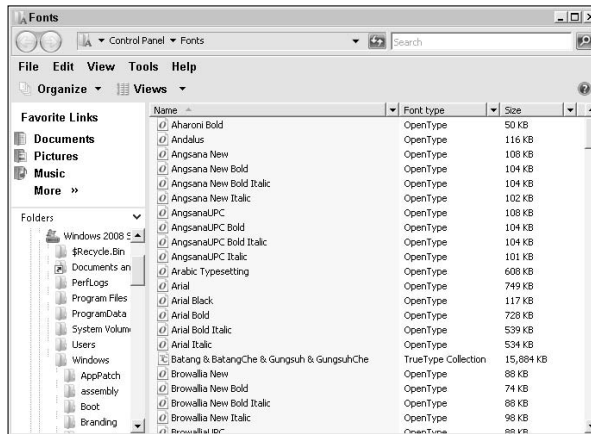 Fonts
Control Panel Fonts
Search
File Edit View Tools Help
Organize Views
Favorite Links
Documents
Pictures
Music
More »
Folders
Windows 2008 S
$Recycle.Bin
Documents an
PerfLogs
Program Files
ProgramData
System Volum
Users
Windows
AppPatch
assembly
Boot
Branding
Name Font type Size
Aharoni Bold OpenType 50 KB
Andalus OpenType 116 KB
Angsana New OpenType 108 KB
Angsana New Bold OpenType 104 KB
Angsana New Bold Italic OpenType 104 KB
Angsana New Italic OpenType 102 KB
AngsanaUPC OpenType 108 KB
AngsanaUPC Bold OpenType 104 KB
AngsanaUPC Bold Italic OpenType 104 KB
AngsanaUPC Italic OpenType 101 KB
Arabic Typesetting OpenType 608 KB
Arial OpenType 749 KB
Arial Black OpenType 117 KB
Arial Bold OpenType 728 KB
Arial Bold Italic OpenType 539 KB
Arial Italic OpenType 534 KB
Batang & BatangChe & Gungsuh & GungsuhChe TrueType Collection 15,884 KB
Browallia New OpenType 88 KB
Browallia New Bold OpenType 74 KB
Browallia New Bold Italic OpenType 88 KB
Browallia New Italic OpenType 98 KB
BrowalliaUPC OpenType 88 KB